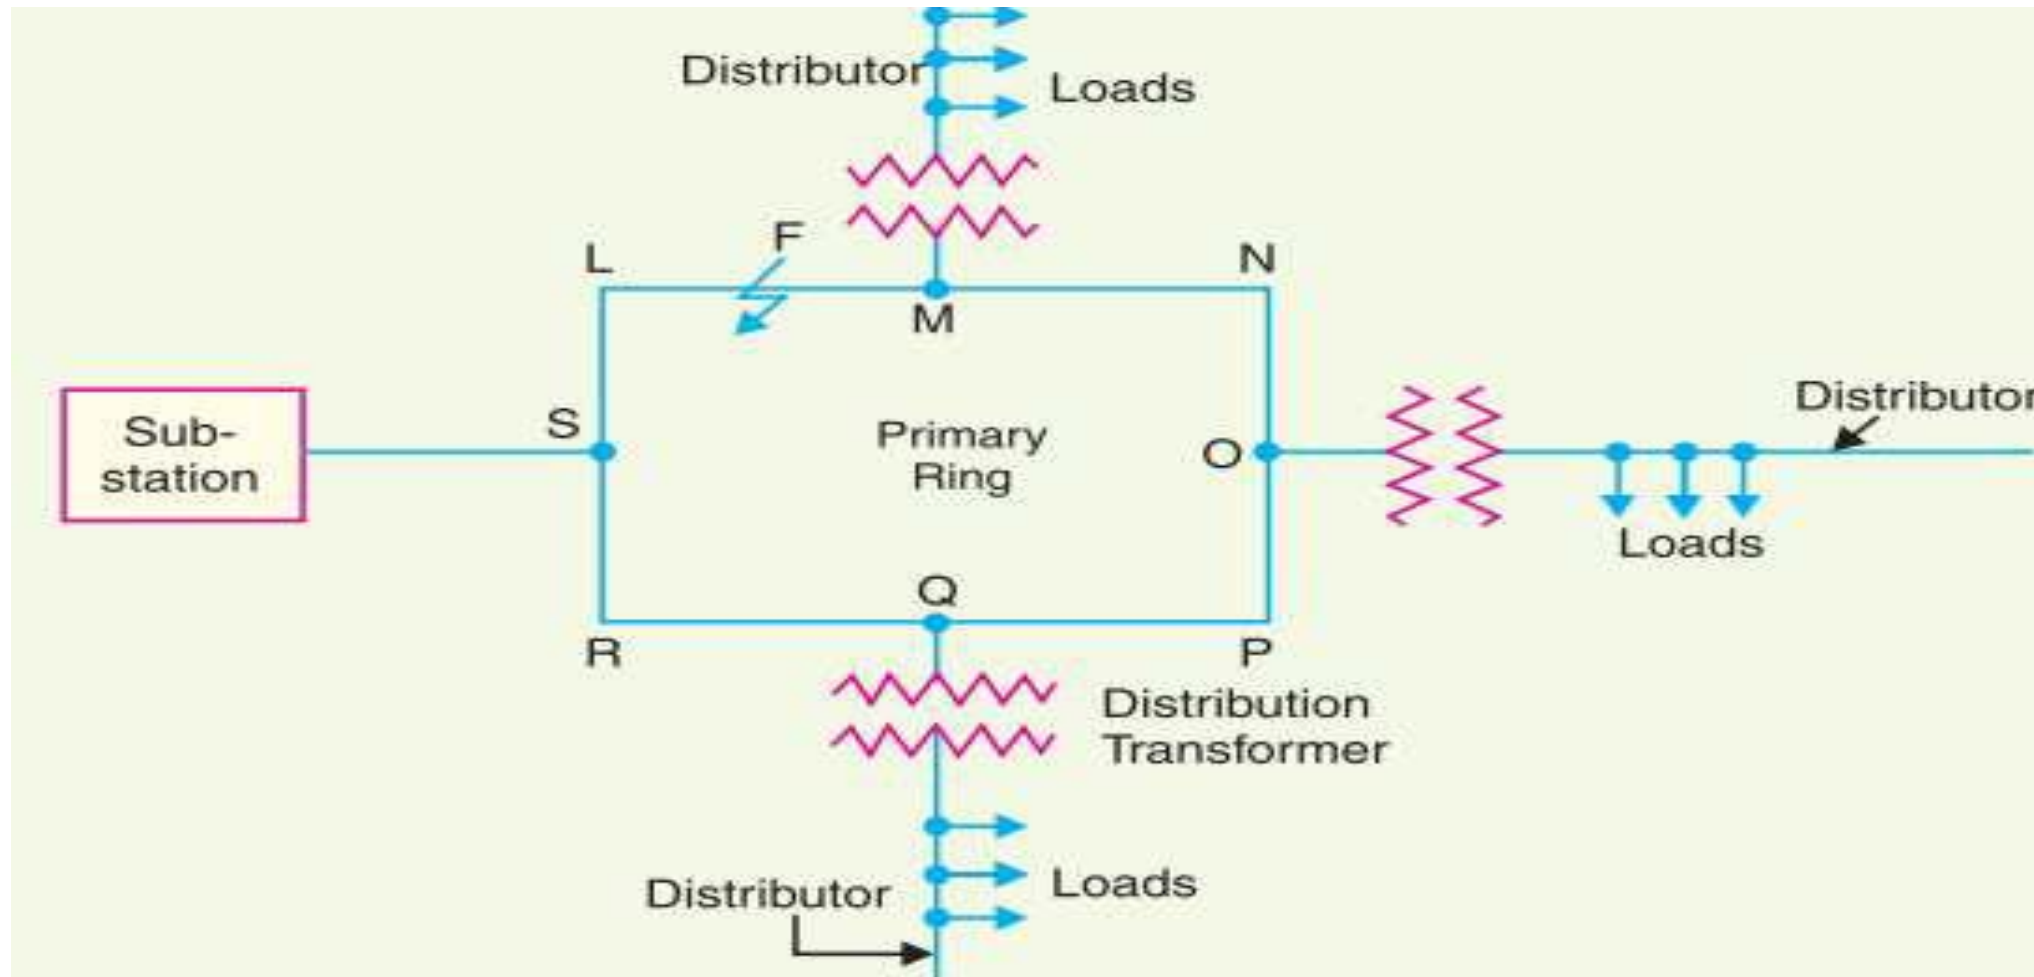 Distributor
Loads
F
L
N
M
S
Sub-
station
Primary
Ring
O
Distributor
Loads
Q
R
P
Distribution
Transformer
Distributor
Loads